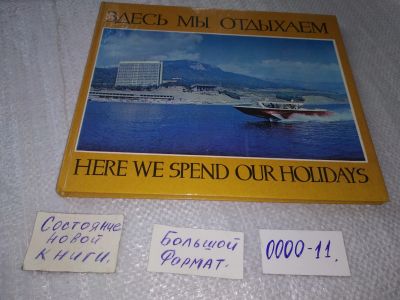 ЗДЕСЬ МЫ ОТДЫХАЕМ
HERE WE SPEND OUR HOLIDAYS
Состояние
новой
книги.
Большой
Формат.
0000-11.